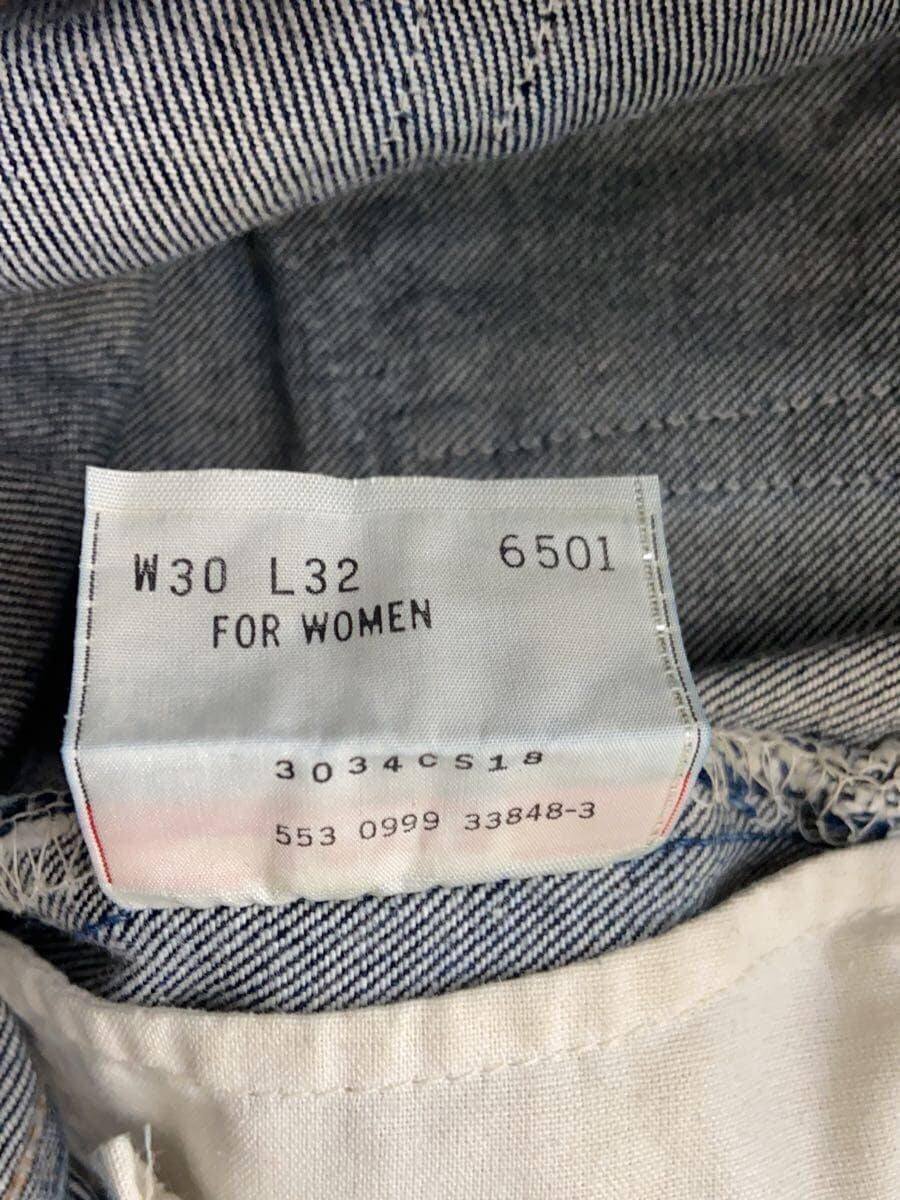 W30 L32 6501
FOR WOMEN
3034CS18
553 0999 33848-3